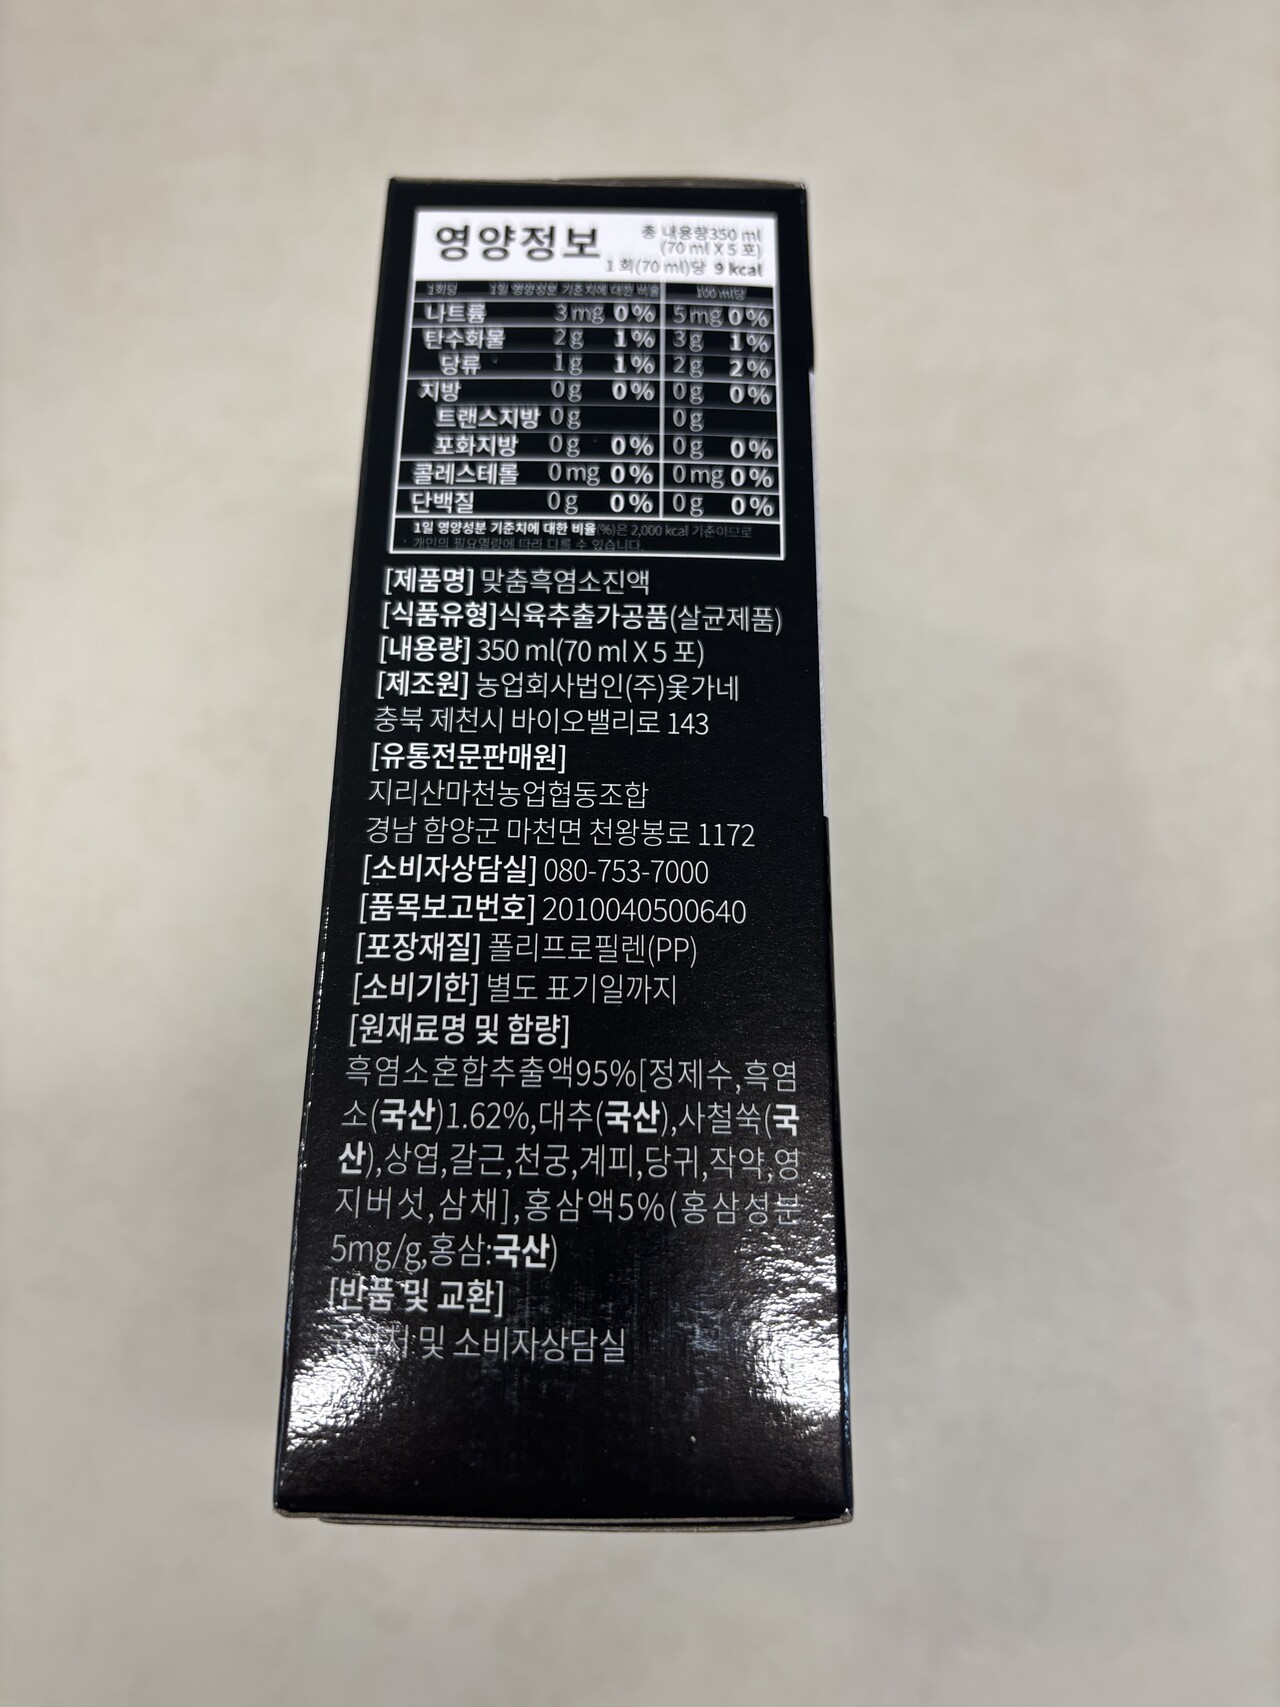 영양정보
총 내용량350 ml
(70 ml X 5 포)
1 회(70 ml)당 9 kcal
1회당 1일 영양정보 기준치에 대한 비율 100 ml당
나트륨 3 mg 0% 5 mg 0%
탄수화물 2 g 1% 3 g 1%
당류 1 g 1% 2 g 2%
지방 0 g 0% 0 g 0%
트랜스지방 0 g 0 g
포화지방 0 g 0% 0 g 0%
콜레스테롤 0 mg 0% 0 mg 0%
단백질 0 g 0% 0 g 0%
1일 영양성분 기준치에 대한 비율(%)은 2,000 kcal 기준이므로
개인의 필요열량에 따라 다를 수 있습니다.
[제품명] 맞춤흑염소진액
[식품유형]식육추출가공품(살균제품)
[내용량] 350 ml(70 ml X 5 포)
[제조원] 농업회사법인(주)옻가네
충북 제천시 바이오밸리로 143
[유통전문판매원]
지리산마천농업협동조합
경남 함양군 마천면 천왕봉로 1172
[소비자상담실] 080-753-7000
[품목보고번호] 2010040500640
[포장재질] 폴리프로필렌(PP)
[소비기한] 별도 표기일까지
[원재료명 및 함량]
흑염소혼합추출액95%[정제수,흑염
소(국산)1.62%,대추(국산),사철쑥(국
산),상엽,갈근,천궁,계피,당귀,작약,영
지버섯,삼채],홍삼액5%(홍삼성분
5mg/g,홍삼:국산)
[반품 및 교환]
구입처 및 소비자상담실